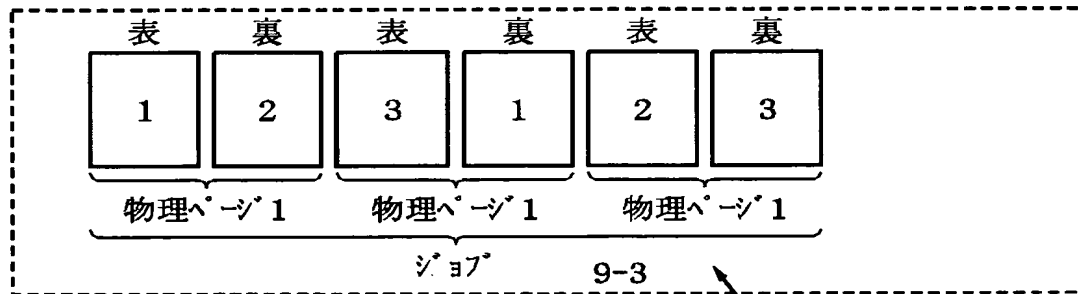 表 裏 表 裏 表 裏
1 2 3 1 2 3
物理ﾍﾟｰｼﾞ1 物理ﾍﾟｰｼﾞ1 物理ﾍﾟｰｼﾞ1
ｼﾞｮﾌﾞ 9-3